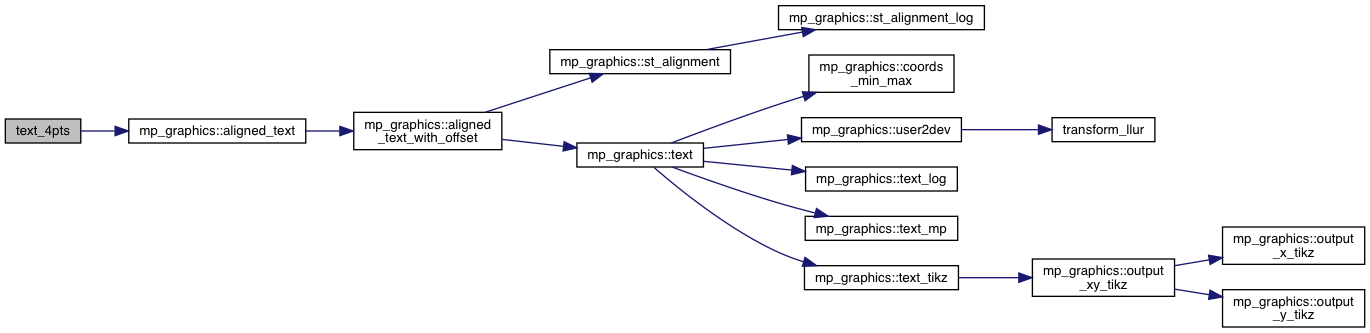 text_4pts
mp_graphics::aligned_text
mp_graphics::aligned
_text_with_offset
mp_graphics::st_alignment
mp_graphics::st_alignment_log
mp_graphics::text
mp_graphics::coords
_min_max
mp_graphics::user2dev
transform_llur
mp_graphics::text_log
mp_graphics::text_mp
mp_graphics::text_tikz
mp_graphics::output
_xy_tikz
mp_graphics::output
_x_tikz
mp_graphics::output
_y_tikz